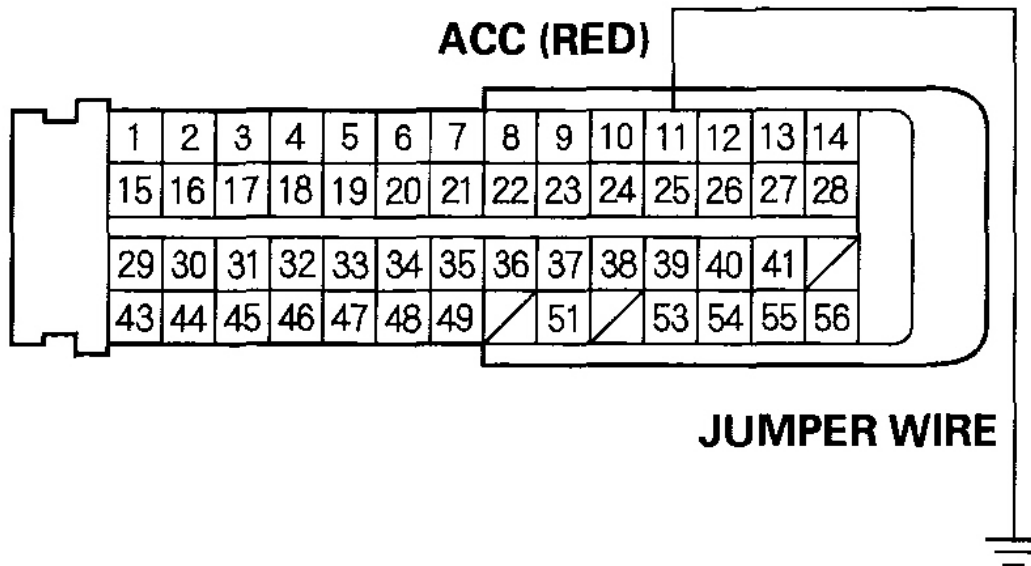 ACC (RED)
1 2 3 4 5 6 7 8 9 10 11 12 13 14
15 16 17 18 19 20 21 22 23 24 25 26 27 28
29 30 31 32 33 34 35 36 37 38 39 40 41
43 44 45 46 47 48 49 51 53 54 55 56
JUMPER WIRE